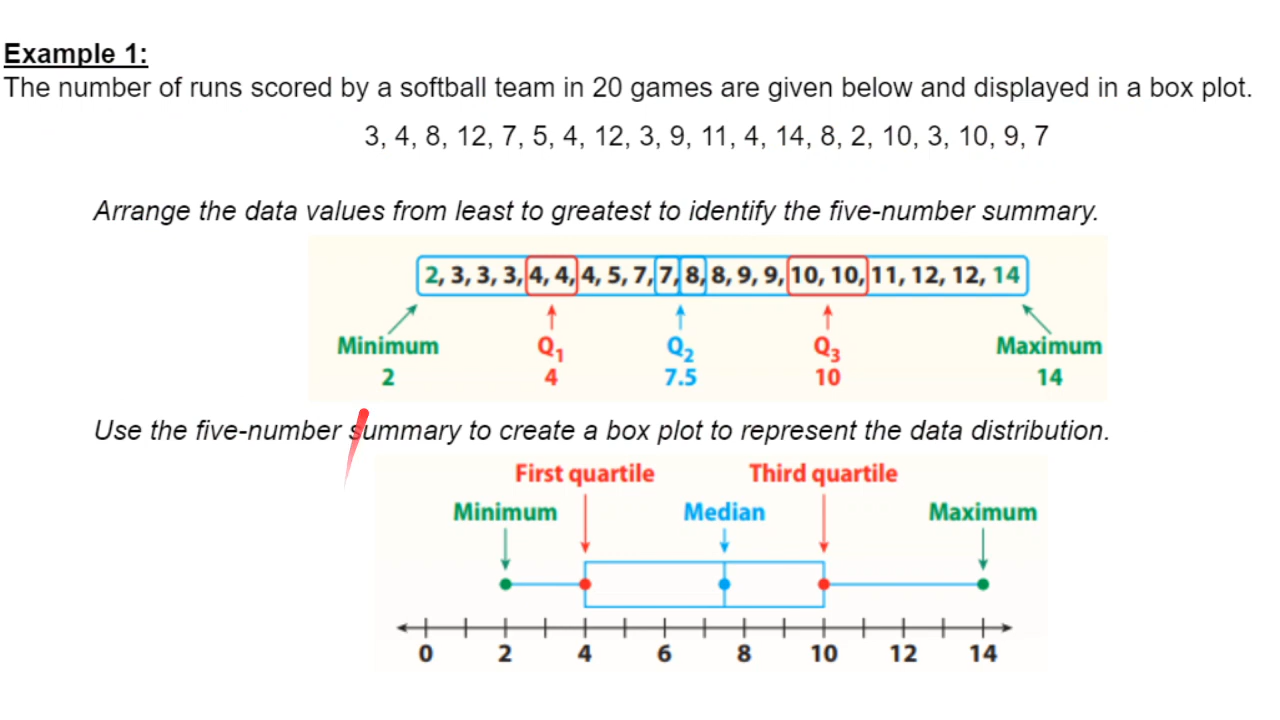 Example 1:
The number of runs scored by a softball team in 20 games are given below and displayed in a box plot.
3, 4, 8, 12, 7, 5, 4, 12, 3, 9, 11, 4, 14, 8, 2, 10, 3, 10, 9, 7
Arrange the data values from least to greatest to identify the five-number summary.
2, 3, 3, 3, 4, 4, 4, 5, 7, 7, 8, 8, 9, 9, 10, 10, 11, 12, 12, 14
Minimum Q₁ Q₂ Q₃ Maximum
2 4 7.5 10 14
Use the five-number summary to create a box plot to represent the data distribution.
First quartile Third quartile
Minimum Median Maximum
0 2 4 6 8 10 12 14